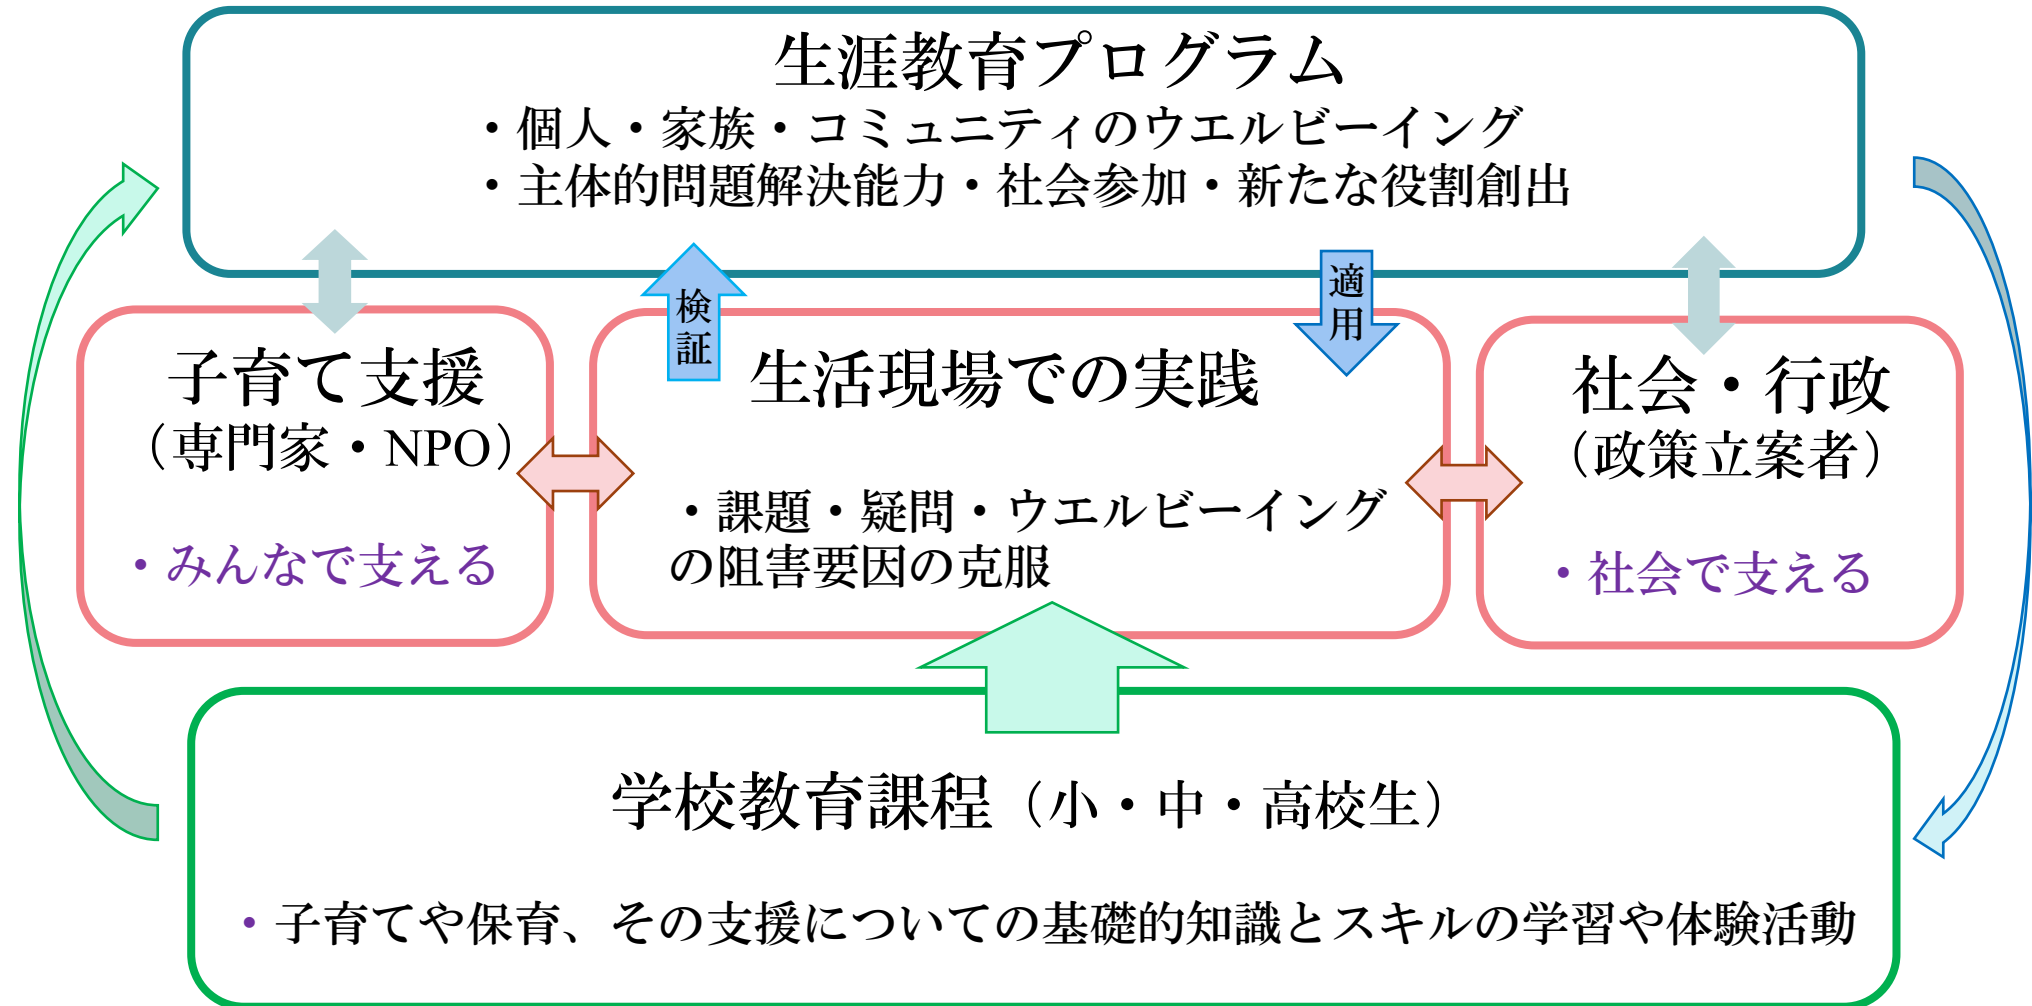 生涯教育プログラム
・個人・家族・コミュニティのウエルビーイング
・主体的問題解決能力・社会参加・新たな役割創出
検証
適用
子育て支援
（専門家・NPO）
・みんなで支える
生活現場での実践
・課題・疑問・ウエルビーイング
の阻害要因の克服
社会・行政
（政策立案者）
・社会で支える
学校教育課程（小・中・高校生）
・子育てや保育、その支援についての基礎的知識とスキルの学習や体験活動